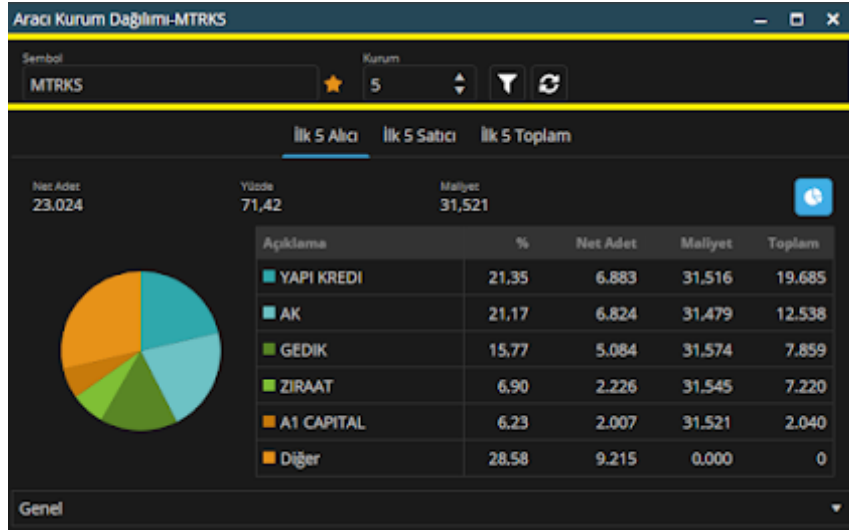 Aracı Kurum Dağılımı-MTRKS
Sembol Kurum
MTRKS 5
İlk 5 Alıcı İlk 5 Satıcı İlk 5 Toplam
Net Adet Yüzde Maliyet
23.024 71,42 31,521
Açıklama % Net Adet Maliyet Toplam
YAPI KREDI 21,35 6.883 31,516 19.685
AK 21,17 6.824 31,479 12.538
GEDIK 15,77 5.084 31,574 7.859
ZIRAAT 6,90 2.226 31,545 7.220
A1 CAPITAL 6,23 2.007 31,521 2.040
Diğer 28,58 9.215 0,000 0
Genel